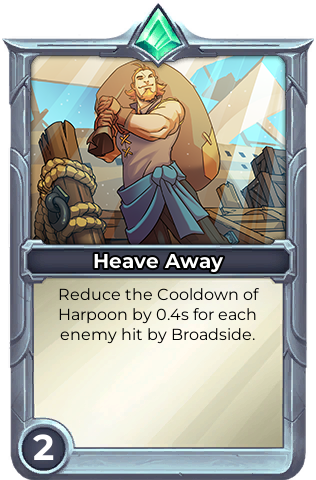 Heave Away
Reduce the Cooldown of
Harpoon by 0.4s for each
enemy hit by Broadside.
2